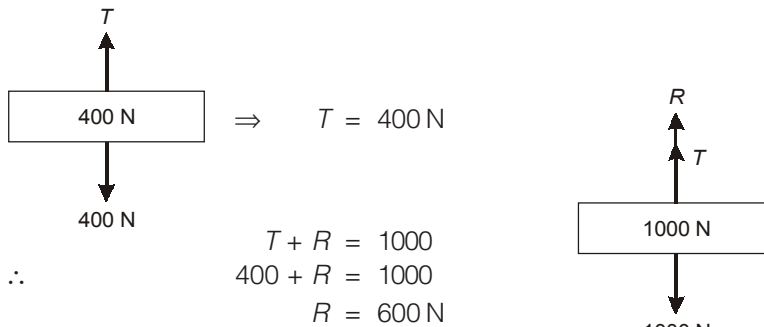 T
400 N ⇒ T = 400 N
400 N
R
T
1000 N
T + R = 1000
∴ 400 + R = 1000
R = 600 N